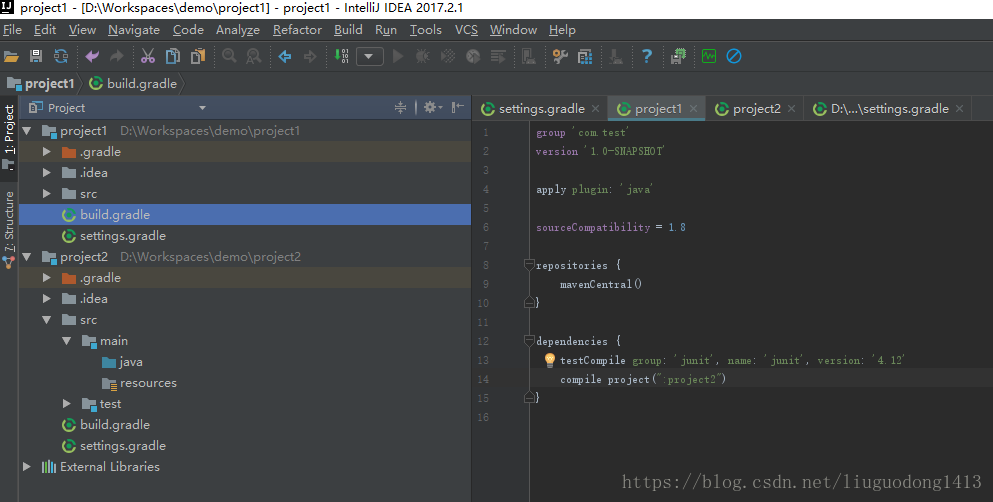 project1 - [D:\Workspaces\demo\project1] - project1 - IntelliJ IDEA 2017.2.1
File Edit View Navigate Code Analyze Refactor Build Run Tools VCS Window Help
project1 build.gradle
1: Project
7: Structure
Project
project1 D:\Workspaces\demo\project1
.gradle
.idea
src
build.gradle
settings.gradle
project2 D:\Workspaces\demo\project2
.gradle
.idea
src
main
java
resources
test
build.gradle
settings.gradle
External Libraries
settings.gradle project1 project2 D:\...\settings.gradle
1 group 'com.test'
2 version '1.0-SNAPSHOT'
3
4 apply plugin: 'java'
5
6 sourceCompatibility = 1.8
7
8 repositories {
9 mavenCentral()
10 }
11
12 dependencies {
13 testCompile group: 'junit', name: 'junit', version: '4.12'
14 compile project(":project2")
15 }
16
https://blog.csdn.net/liuguodong1413